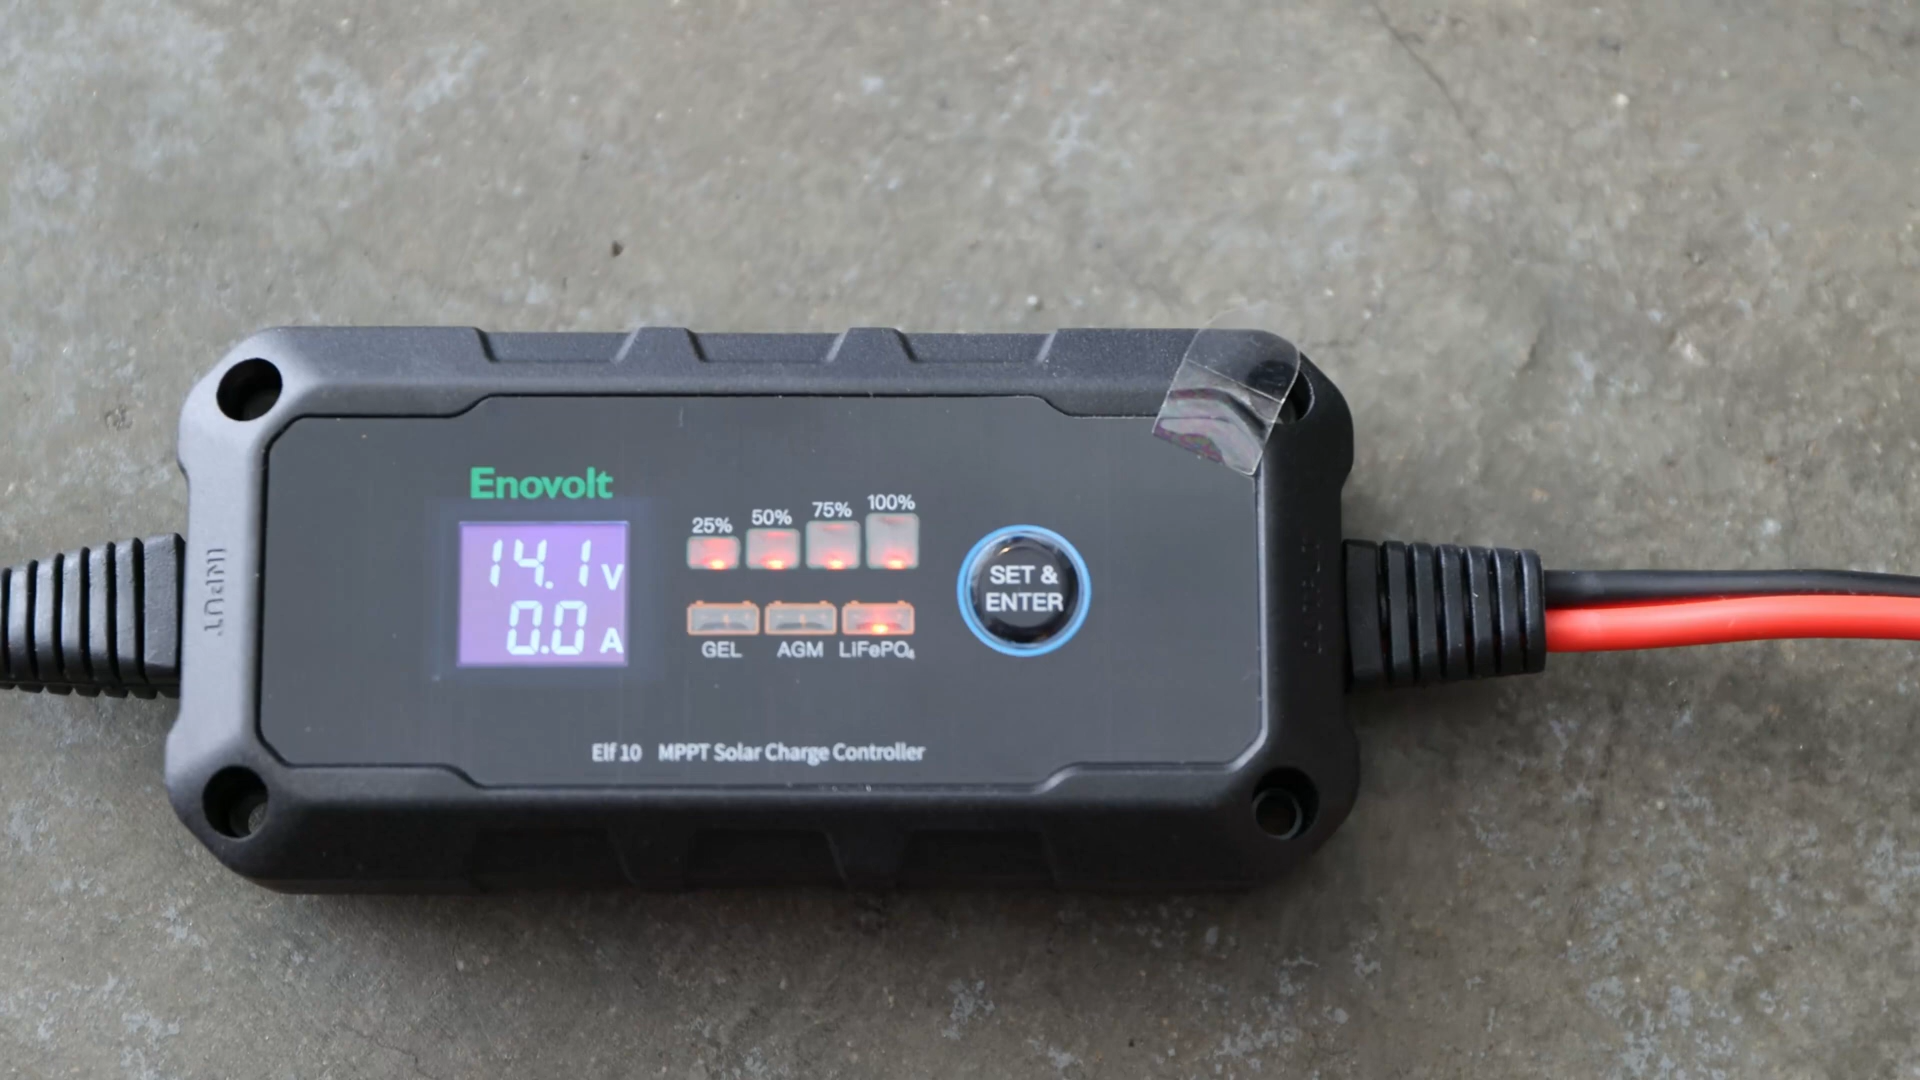 Enovolt
14.1 V
0.0 A
25% 50% 75% 100%
GEL AGM LiFePO₄
SET &
ENTER
INPUT
Elf 10 MPPT Solar Charge Controller